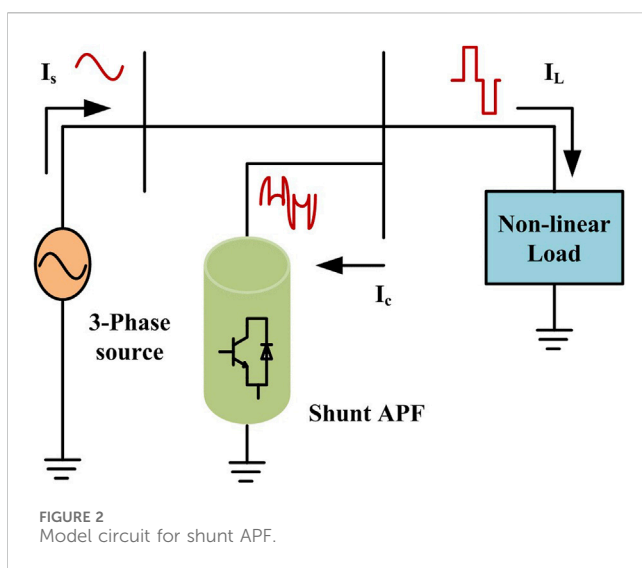 Is
IL
Non-linear
Load
Ic
3-Phase
source
Shunt APF
FIGURE 2
Model circuit for shunt APF.